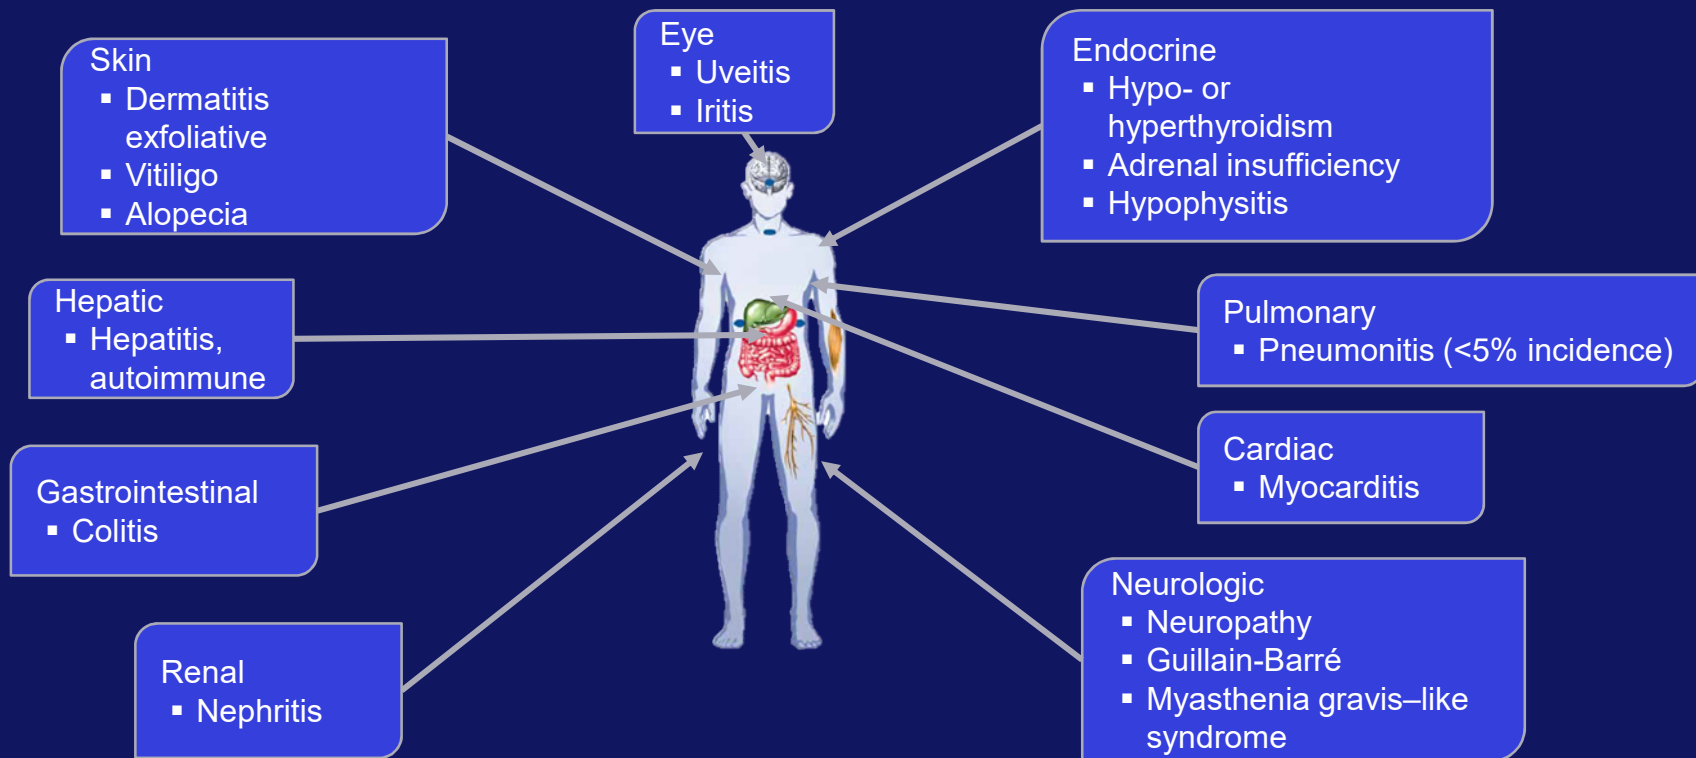 Skin
▪ Dermatitis
exfoliative
▪ Vitiligo
▪ Alopecia
Eye
▪ Uveitis
▪ Iritis
Endocrine
▪ Hypo- or
hyperthyroidism
▪ Adrenal insufficiency
▪ Hypophysitis
Hepatic
▪ Hepatitis,
autoimmune
Pulmonary
▪ Pneumonitis (<5% incidence)
Gastrointestinal
▪ Colitis
Cardiac
▪ Myocarditis
Renal
▪ Nephritis
Neurologic
▪ Neuropathy
▪ Guillain-Barré
▪ Myasthenia gravis–like
syndrome